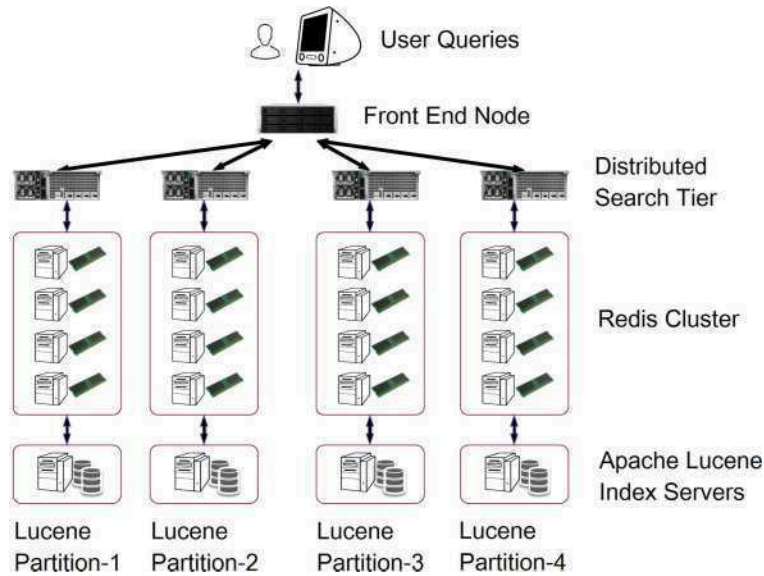 User Queries
Front End Node
Distributed
Search Tier
Redis Cluster
Apache Lucene
Index Servers
Lucene
Partition-1
Lucene
Partition-2
Lucene
Partition-3
Lucene
Partition-4